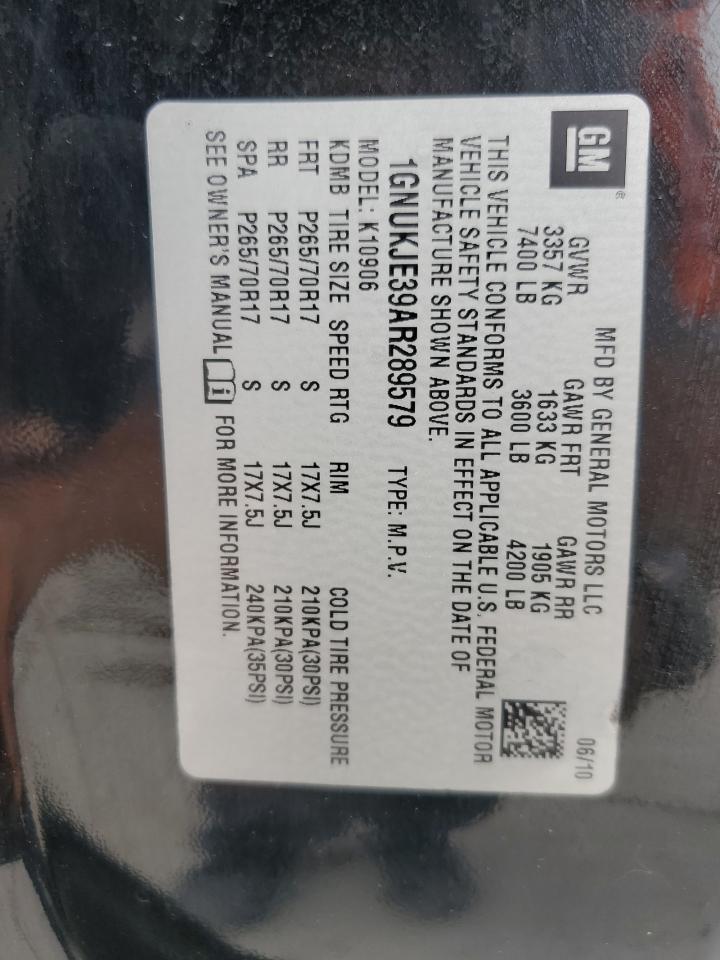 GM®
MFD BY GENERAL MOTORS LLC 06/10
GVWR GAWR FRT GAWR RR
3357 KG 1633 KG 1905 KG
7400 LB 3600 LB 4200 LB
THIS VEHICLE CONFORMS TO ALL APPLICABLE U.S. FEDERAL MOTOR
VEHICLE SAFETY STANDARDS IN EFFECT ON THE DATE OF
MANUFACTURE SHOWN ABOVE.
1GNUKJE39AR289579 TYPE: M.P.V.
MODEL: K10906
KDMB TIRE SIZE SPEED RTG RIM COLD TIRE PRESSURE
FRT P265/70R17 S 17X7.5J 210KPA(30PSI)
RR P265/70R17 S 17X7.5J 210KPA(30PSI)
SPA P265/70R17 S 17X7.5J 240KPA(35PSI)
SEE OWNER'S MANUAL i FOR MORE INFORMATION.